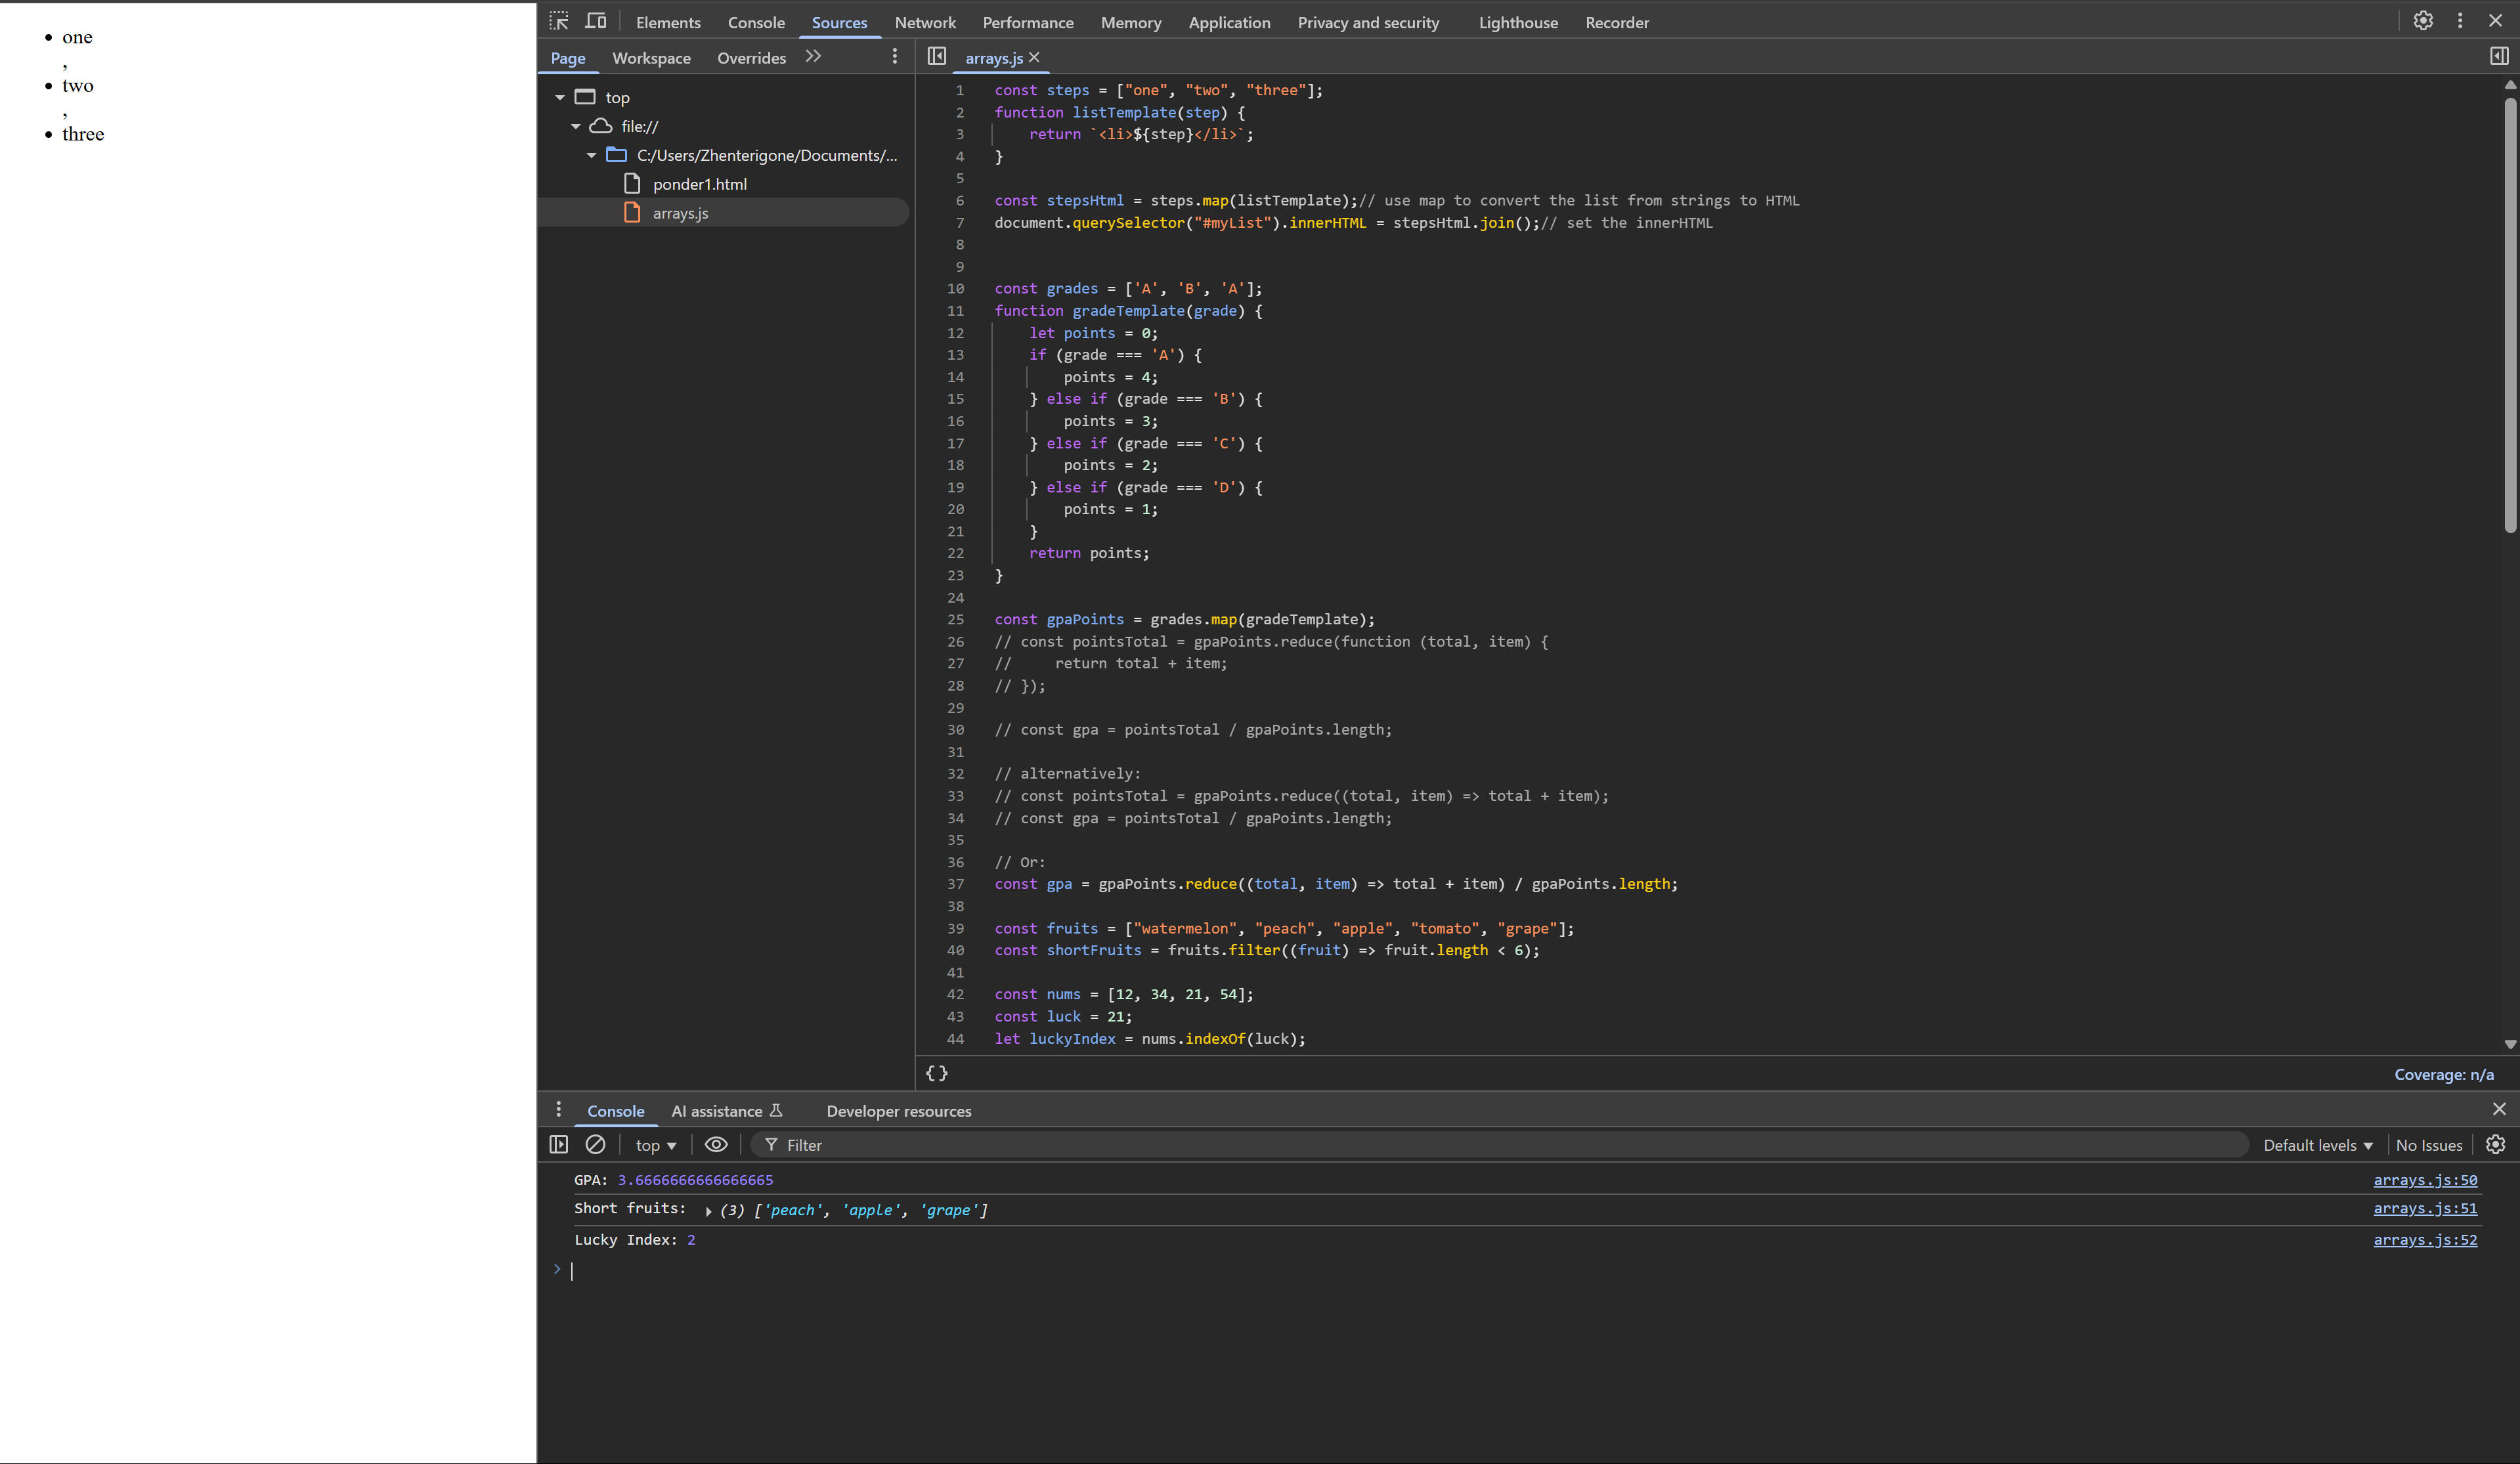 • one
,
• two
,
• three
Elements Console Sources Network Performance Memory Application Privacy and security Lighthouse Recorder
Page Workspace Overrides
arrays.js
top
file://
C:/Users/Zhenterigone/Documents/...
ponder1.html
arrays.js
1 const steps = ["one", "two", "three"];
2 function listTemplate(step) {
3     return `<li>${step}</li>`;
4 }
5
6 const stepsHtml = steps.map(listTemplate);// use map to convert the list from strings to HTML
7 document.querySelector("#myList").innerHTML = stepsHtml.join();// set the innerHTML
8
9
10 const grades = ['A', 'B', 'A'];
11 function gradeTemplate(grade) {
12     let points = 0;
13     if (grade === 'A') {
14         points = 4;
15     } else if (grade === 'B') {
16         points = 3;
17     } else if (grade === 'C') {
18         points = 2;
19     } else if (grade === 'D') {
20         points = 1;
21     }
22     return points;
23 }
24
25 const gpaPoints = grades.map(gradeTemplate);
26 // const pointsTotal = gpaPoints.reduce(function (total, item) {
27 //     return total + item;
28 // });
29
30 // const gpa = pointsTotal / gpaPoints.length;
31
32 // alternatively:
33 // const pointsTotal = gpaPoints.reduce((total, item) => total + item);
34 // const gpa = pointsTotal / gpaPoints.length;
35
36 // Or:
37 const gpa = gpaPoints.reduce((total, item) => total + item) / gpaPoints.length;
38
39 const fruits = ["watermelon", "peach", "apple", "tomato", "grape"];
40 const shortFruits = fruits.filter((fruit) => fruit.length < 6);
41
42 const nums = [12, 34, 21, 54];
43 const luck = 21;
44 let luckyIndex = nums.indexOf(luck);
{} Coverage: n/a
Console AI assistance Developer resources
top ▼ Filter Default levels ▼ No Issues
GPA: 3.6666666666666665 arrays.js:50
Short fruits: ▶ (3) ['peach', 'apple', 'grape'] arrays.js:51
Lucky Index: 2 arrays.js:52
>